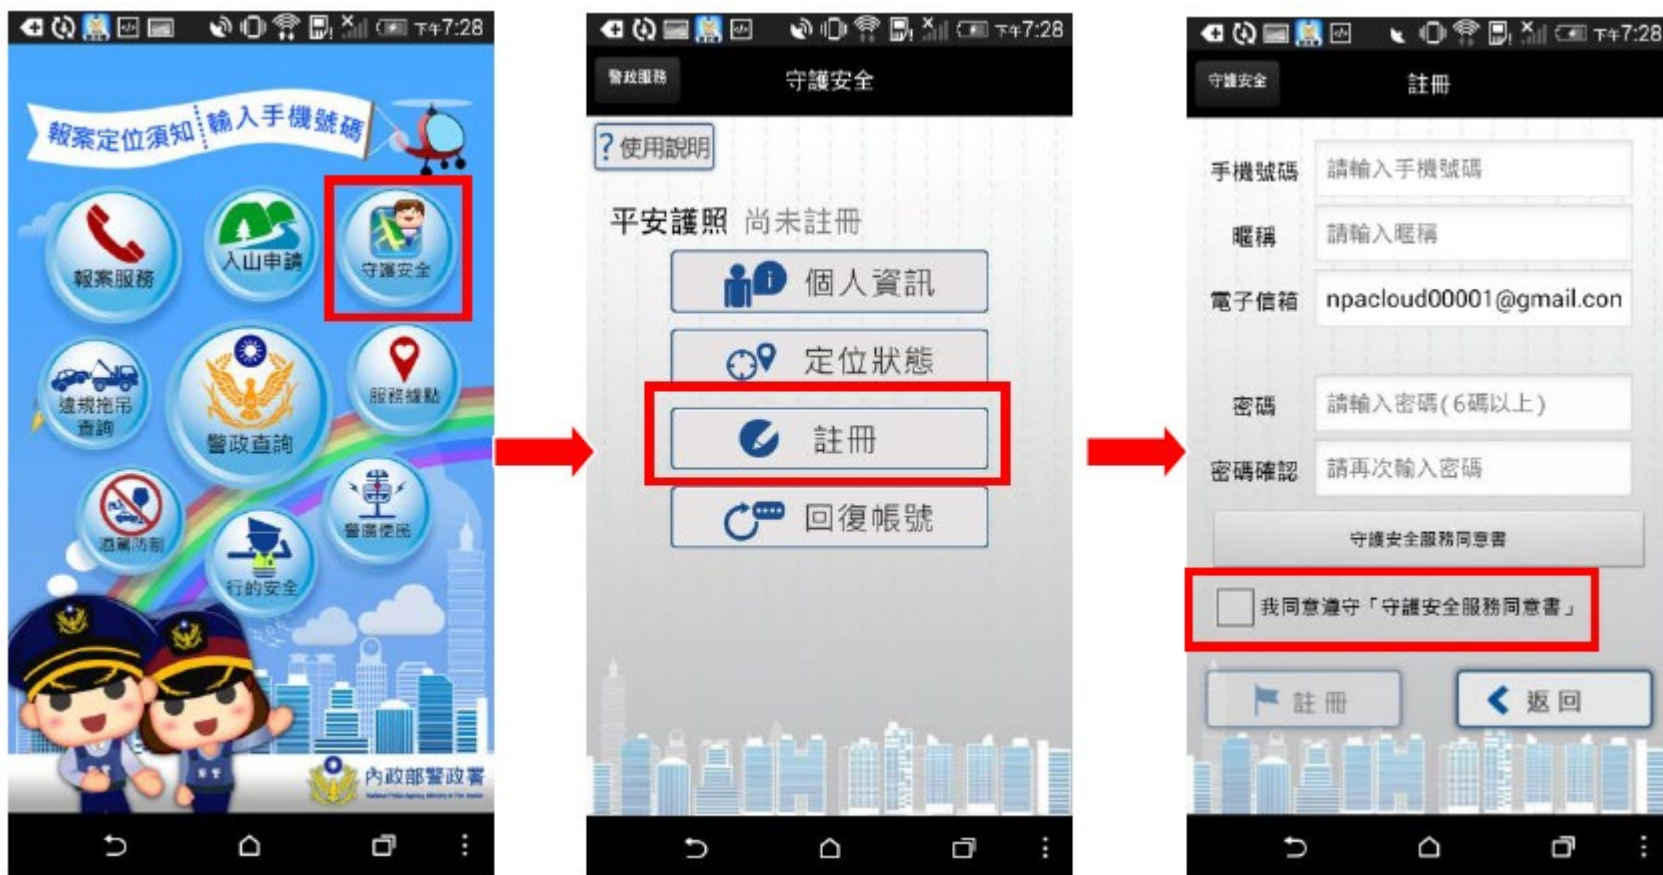 下午7:28
報案定位須知
輸入手機號碼
報案服務
入山申請
守護安全
違規拖吊
查詢
警政查詢
服務據點
酒駕防制
行的安全
警廣便民
內政部警政署
下午7:28
警政服務
守護安全
?使用說明
平安護照 尚未註冊
個人資訊
定位狀態
註冊
回復帳號
下午7:28
守護安全
註冊
手機號碼 請輸入手機號碼
暱稱 請輸入暱稱
電子信箱 npacloud00001@gmail.con
密碼 請輸入密碼(6碼以上)
密碼確認 請再次輸入密碼
守護安全服務同意書
我同意遵守「守護安全服務同意書」
註冊
返回